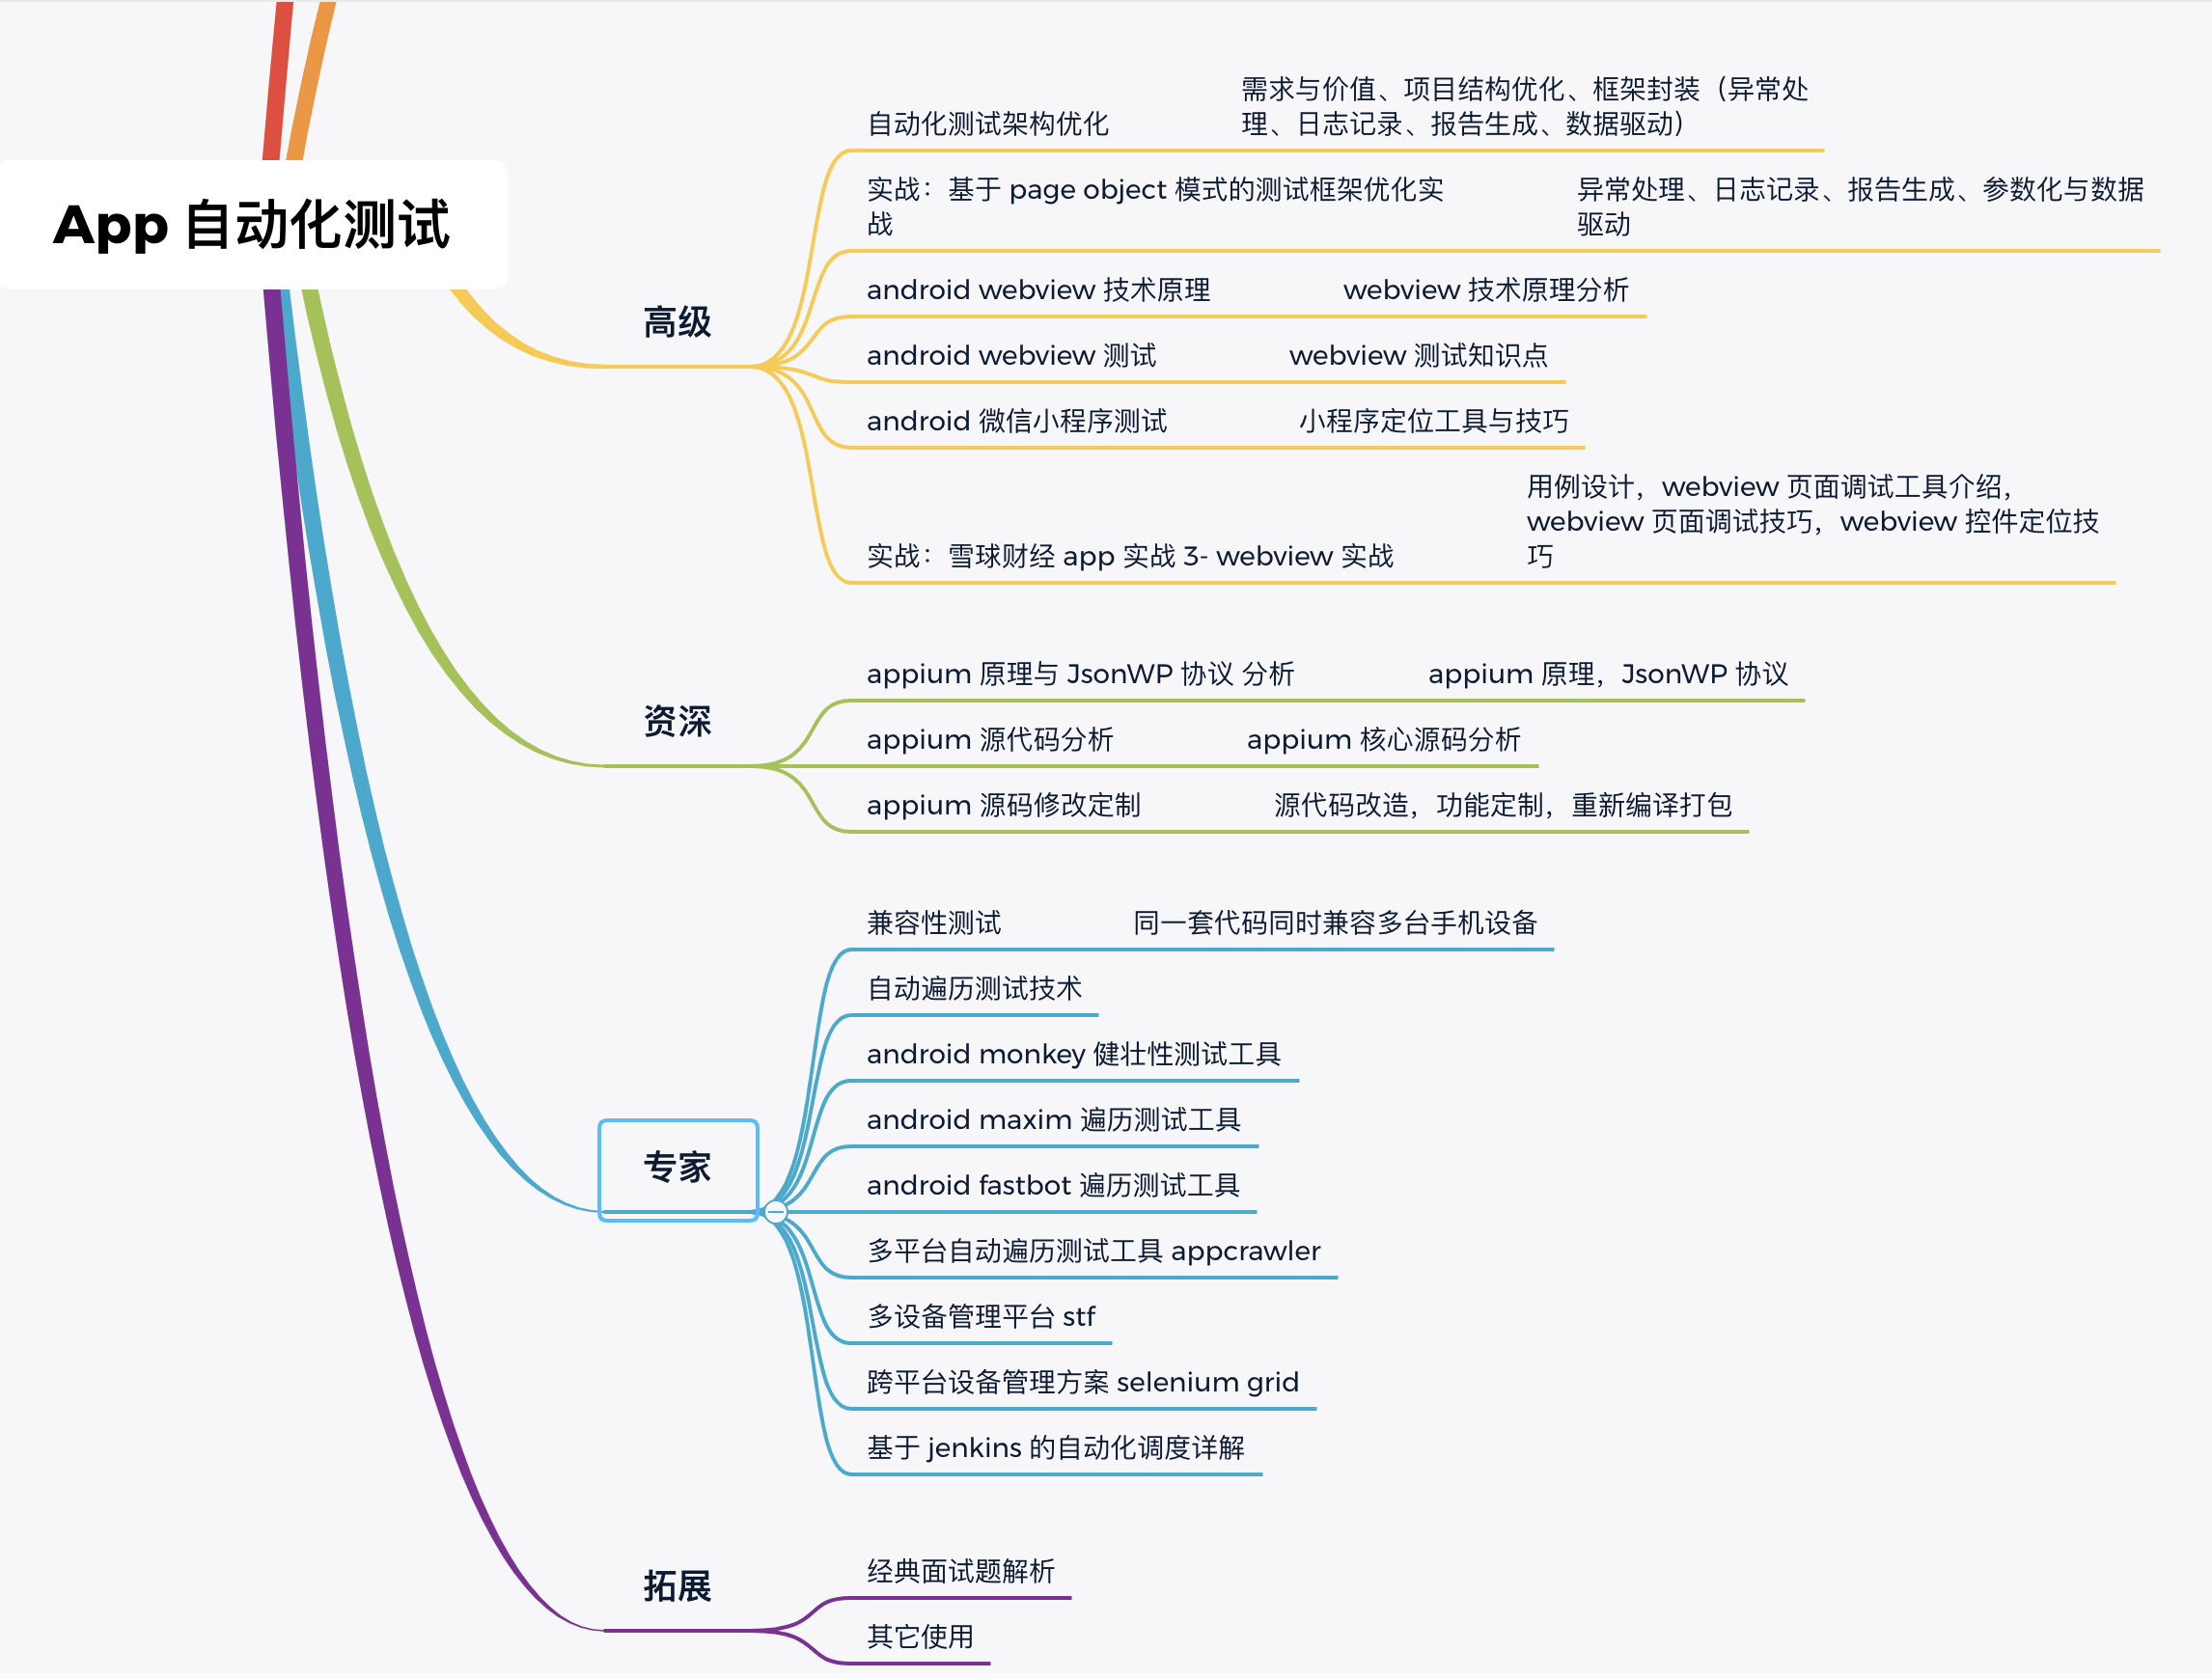 App 自动化测试
高级
自动化测试架构优化
需求与价值、项目结构优化、框架封装（异常处
理、日志记录、报告生成、数据驱动）
实战：基于 page object 模式的测试框架优化实
战
异常处理、日志记录、报告生成、参数化与数据
驱动
android webview 技术原理
webview 技术原理分析
android webview 测试
webview 测试知识点
android 微信小程序测试
小程序定位工具与技巧
实战：雪球财经 app 实战 3- webview 实战
用例设计，webview 页面调试工具介绍，
webview 页面调试技巧，webview 控件定位技
巧
资深
appium 原理与 JsonWP 协议 分析
appium 原理，JsonWP 协议
appium 源代码分析
appium 核心源码分析
appium 源码修改定制
源代码改造，功能定制，重新编译打包
专家
兼容性测试
同一套代码同时兼容多台手机设备
自动遍历测试技术
android monkey 健壮性测试工具
android maxim 遍历测试工具
android fastbot 遍历测试工具
多平台自动遍历测试工具 appcrawler
多设备管理平台 stf
跨平台设备管理方案 selenium grid
基于 jenkins 的自动化调度详解
拓展
经典面试题解析
其它使用